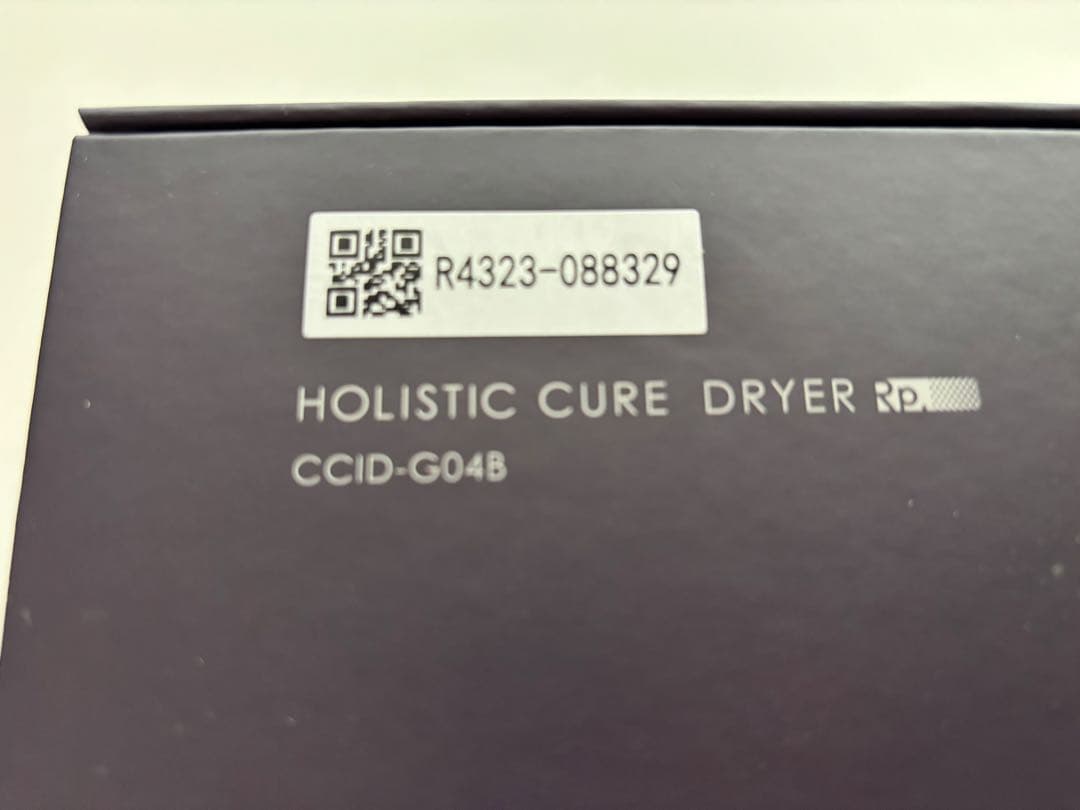 R4323-088329
HOLISTIC CURE DRYER Rp.
CCID-G04B